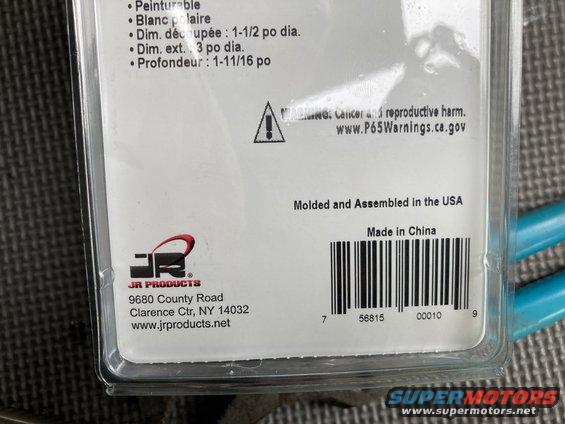 • Peinturable
• Blanc polaire
• Dim. découpée : 1-1/2 po dia.
• Dim. ext. : 3 po dia.
• Profondeur : 1-11/16 po
WARNING: Cancer and reproductive harm.
www.P65Warnings.ca.gov
Molded and Assembled in the USA
Made in China
JR®
JR PRODUCTS
9680 County Road
Clarence Ctr, NY 14032
www.jrproducts.net
7 56815 00010 9
SUPERMOTORS
www.supermotors.net